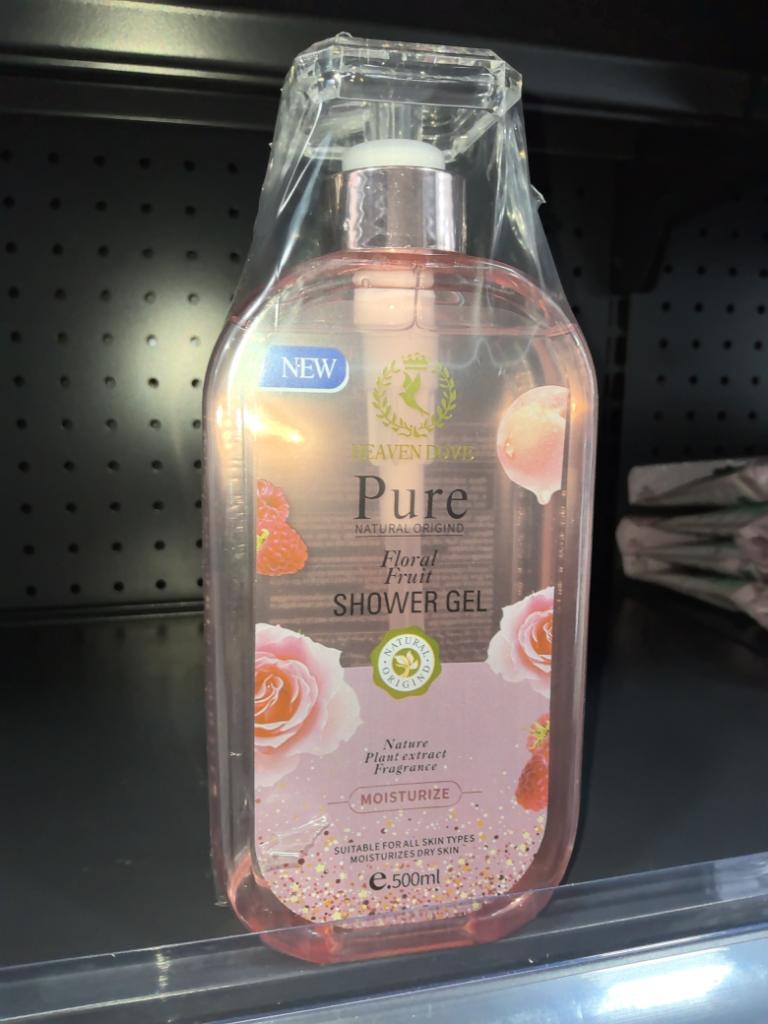 NEW
HEAVEN DOVE
Pure
NATURAL ORIGIND
Floral
Fruit
SHOWER GEL
NATURAL
ORIGIND
Nature
Plant extract
Fragrance
MOISTURIZE
SUITABLE FOR ALL SKIN TYPES
MOISTURIZES DRY SKIN
e.500ml